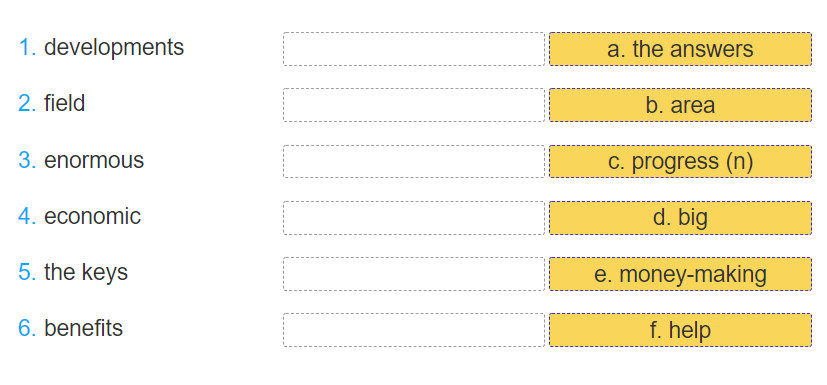 1. developments
a. the answers
2. field
b. area
3. enormous
c. progress (n)
4. economic
d. big
5. the keys
e. money-making
6. benefits
f. help